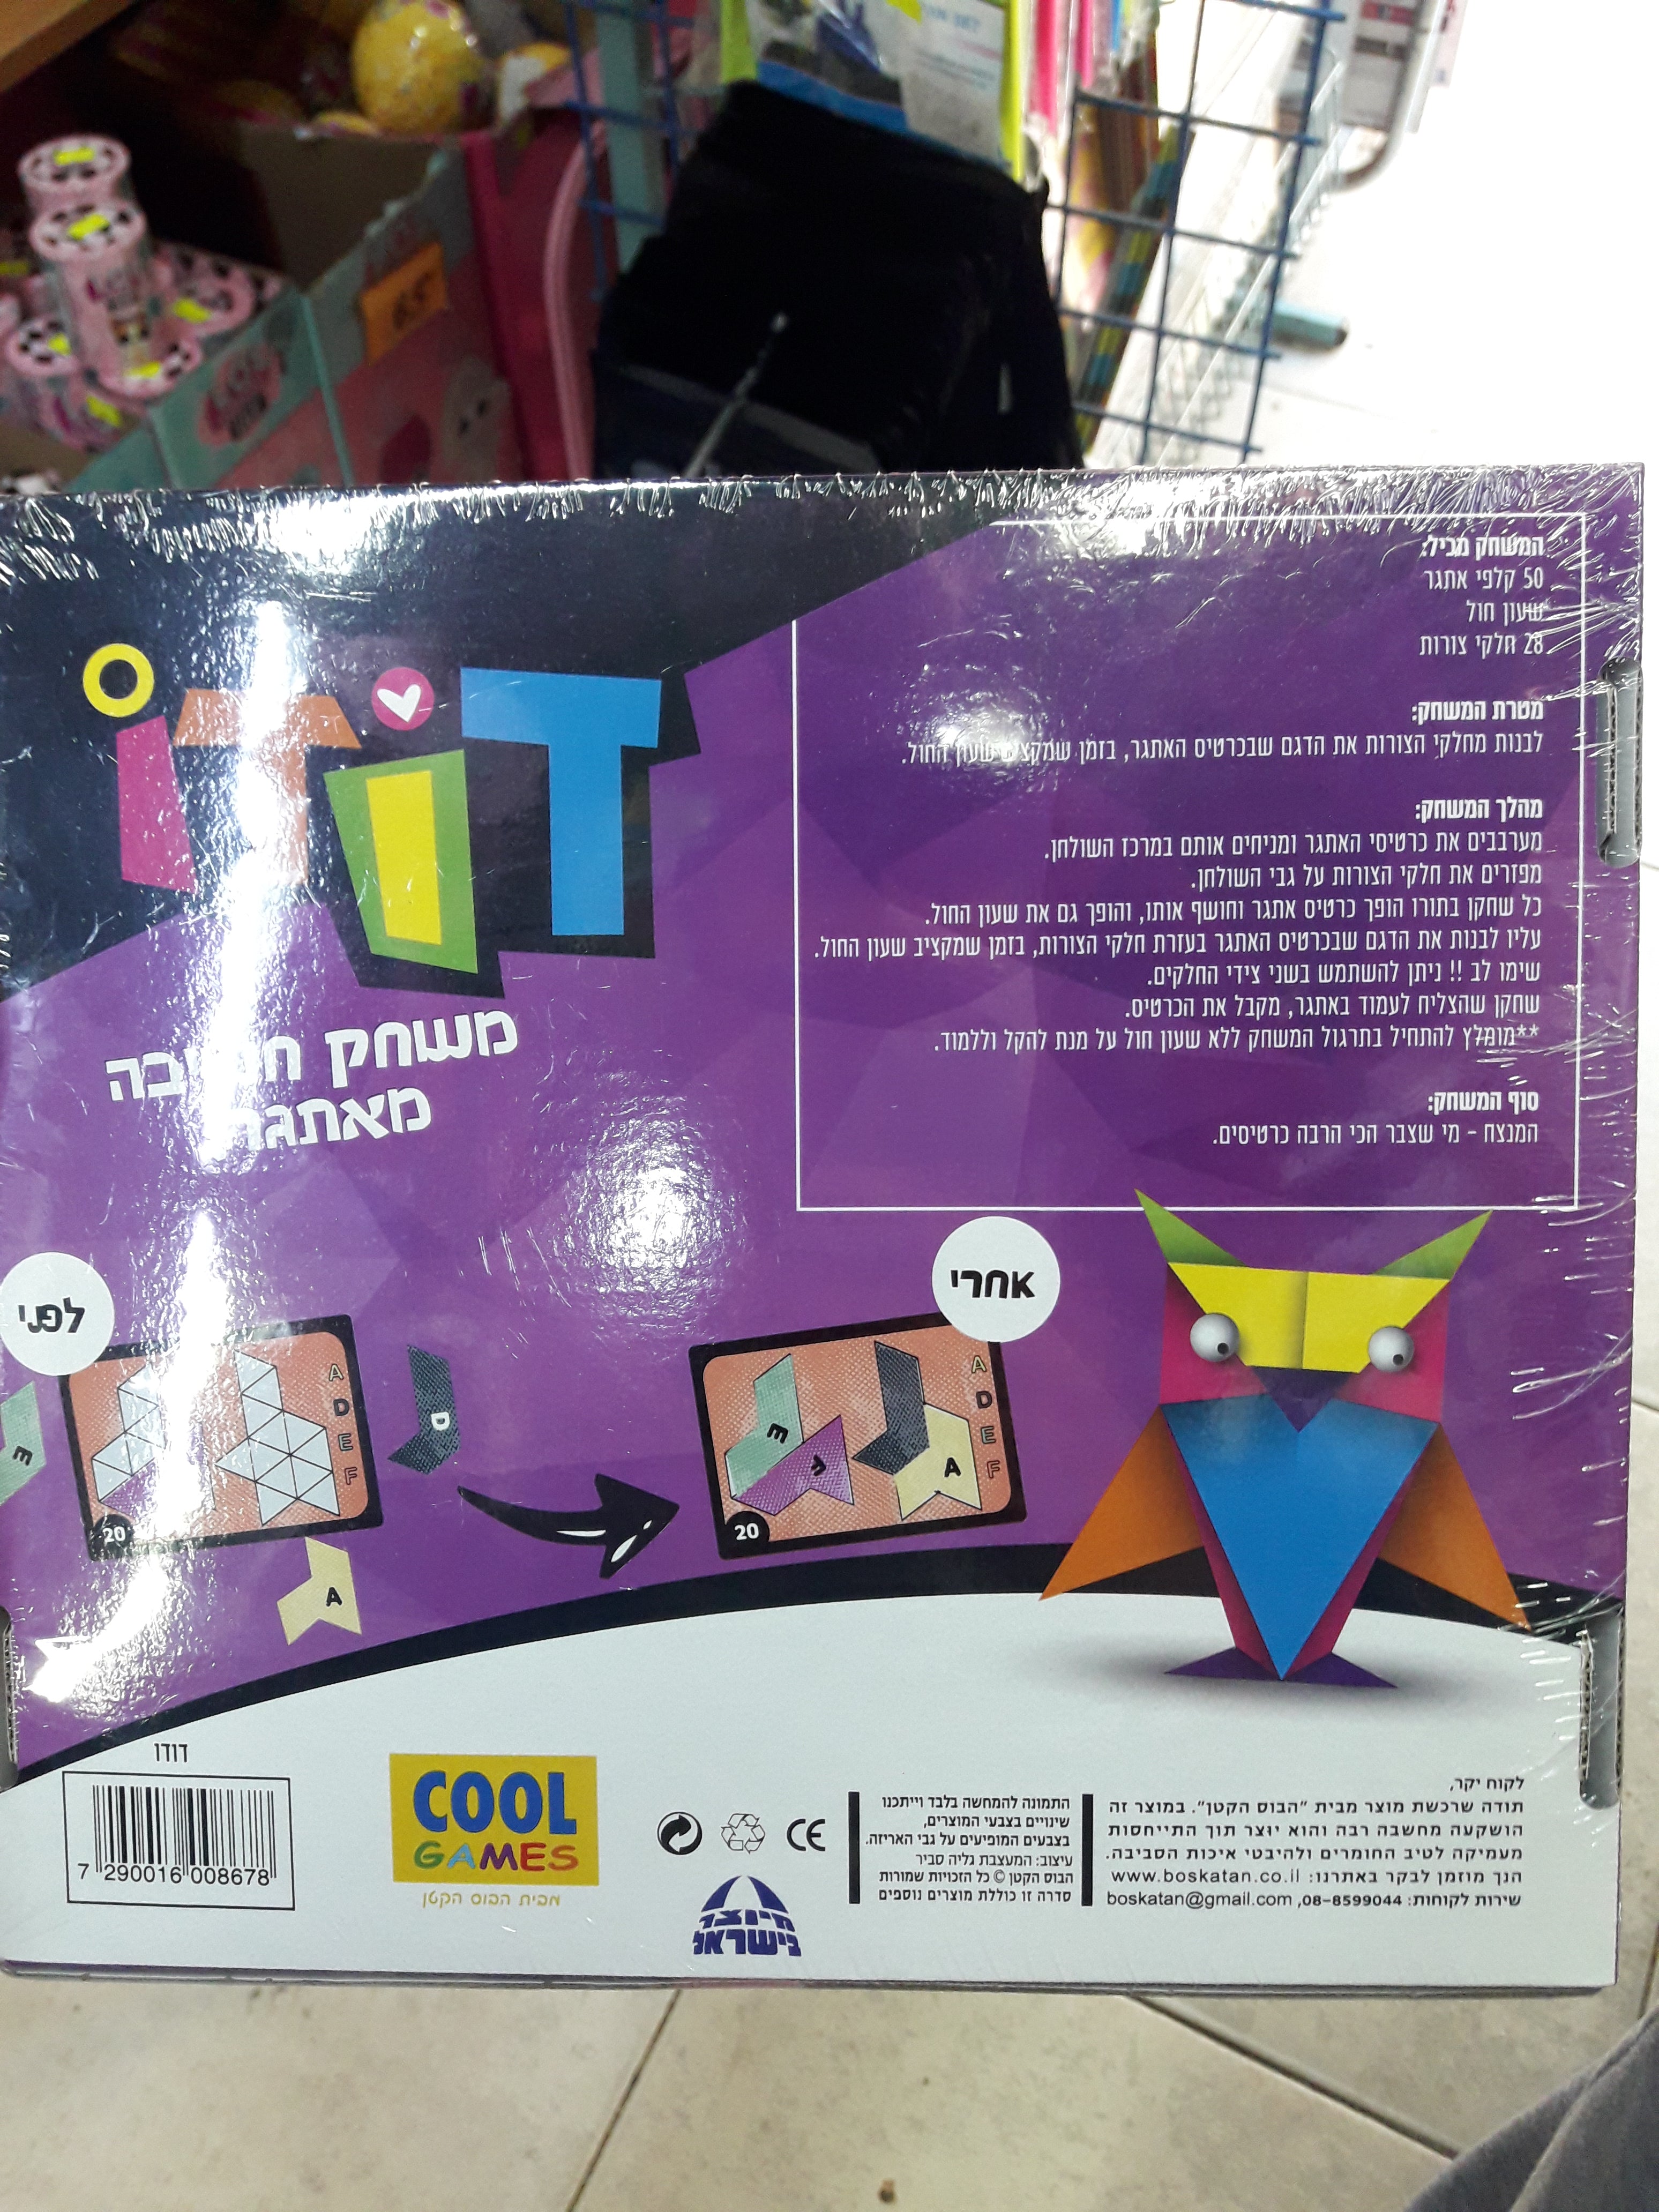 65
דודו
משחק
מאתגר
המשחק מכיל:
50 קלפי אתגר
שעון חול
28 חלקי צורות
מטרת המשחק:
לבנות מחלקי הצורות את הדגם שבכרטיס האתגר, בזמן שמקציב שעון החול.
מהלך המשחק:
מערבבים את כרטיסי האתגר ומניחים אותם במרכז השולחן.
מפזרים את חלקי הצורות על גבי השולחן.
כל שחקן בתורו הופך כרטיס אתגר וחושף אותו, והופך גם את שעון החול.
עליו לבנות את הדגם שבכרטיס האתגר בעזרת חלקי הצורות, בזמן שמקציב שעון החול.
שימו לב !! ניתן להשתמש בשני צידי החלקים.
שחקן שהצליח לעמוד באתגר, מקבל את הכרטיס.
**מומלץ להתחיל בתרגול המשחק ללא שעון חול על מנת להקל וללמוד.
סוף המשחק:
המנצח - מי שצבר הכי הרבה כרטיסים.
לפני
E
A
D
E
F
20
D
A
אחרי
A
D
E
F
E
F
A
20
דודו
7 290016 008678
COOL
GAMES
מבית הבוס הקטן
CE
מיוצר
בישראל
התמונה להמחשה בלבד וייתכנו
שינויים בצבעי המוצרים,
בצבעים המופיעים על גבי האריזה.
עיצוב: המעצבת גליה סביר
הבוס הקטן © כל הזכויות שמורות
סדרה זו כוללת מוצרים נוספים
לקוח יקר,
תודה שרכשת מוצר מבית "הבוס הקטן". במוצר זה
הושקעה מחשבה רבה והוא יוצר תוך התייחסות
מעמיקה לטיב החומרים ולהיבטי איכות הסביבה.
הנך מוזמן לבקר באתרנו: www.boskatan.co.il
שירות לקוחות: 08-8599044, boskatan@gmail.com